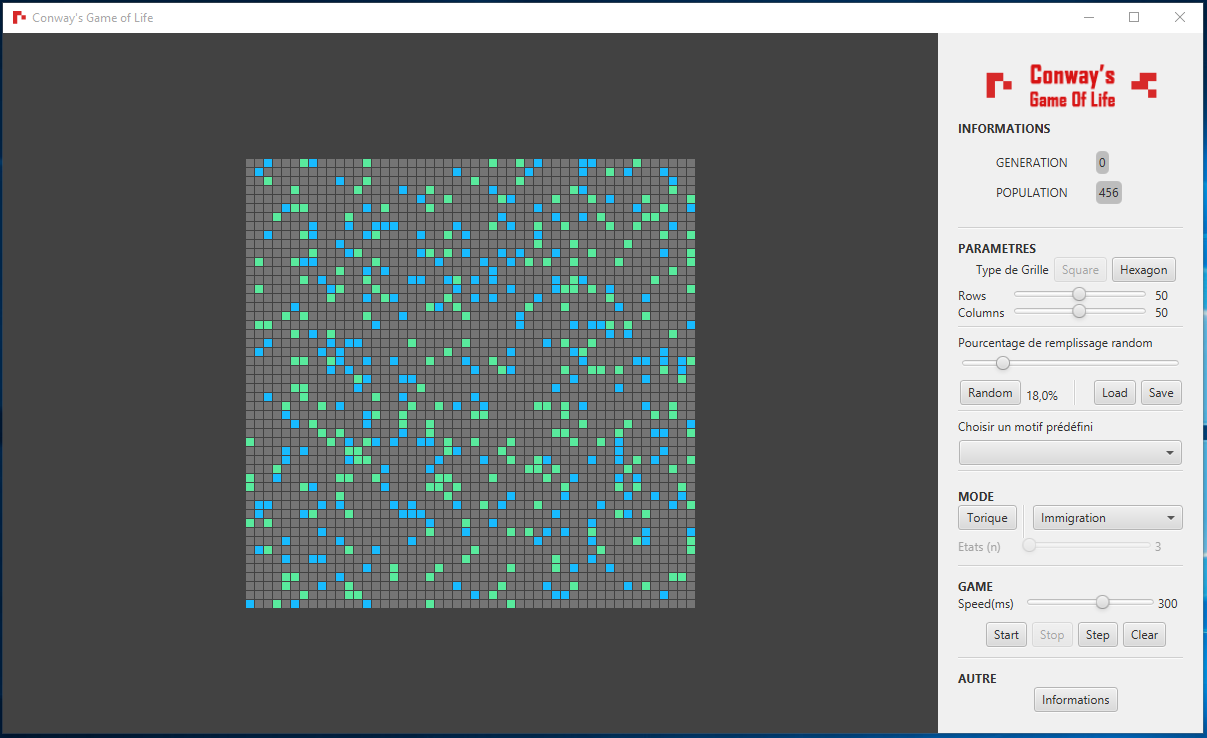 Conway's Game of Life
Conway's
Game Of Life
INFORMATIONS
GENERATION 0
POPULATION 456
PARAMETRES
Type de Grille Square Hexagon
Rows 50
Columns 50
Pourcentage de remplissage random
Random 18,0% Load Save
Choisir un motif prédéfini
MODE
Torique Immigration
Etats (n) 3
GAME
Speed(ms) 300
Start Stop Step Clear
AUTRE
Informations